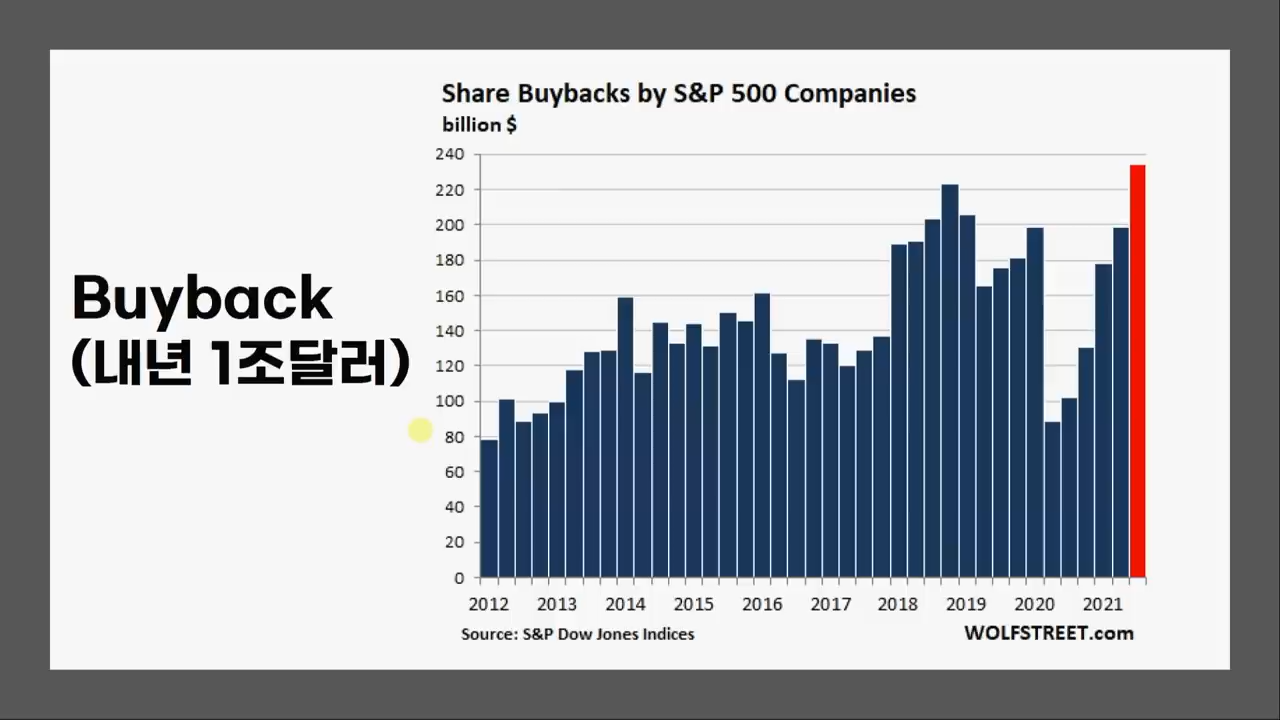 Share Buybacks by S&P 500 Companies
billion $
Buyback
(내년 1조달러)
240
220
200
180
160
140
120
100
80
60
40
20
0
2012 2013 2014 2015 2016 2017 2018 2019 2020 2021
Source: S&P Dow Jones Indices
WOLFSTREET.com